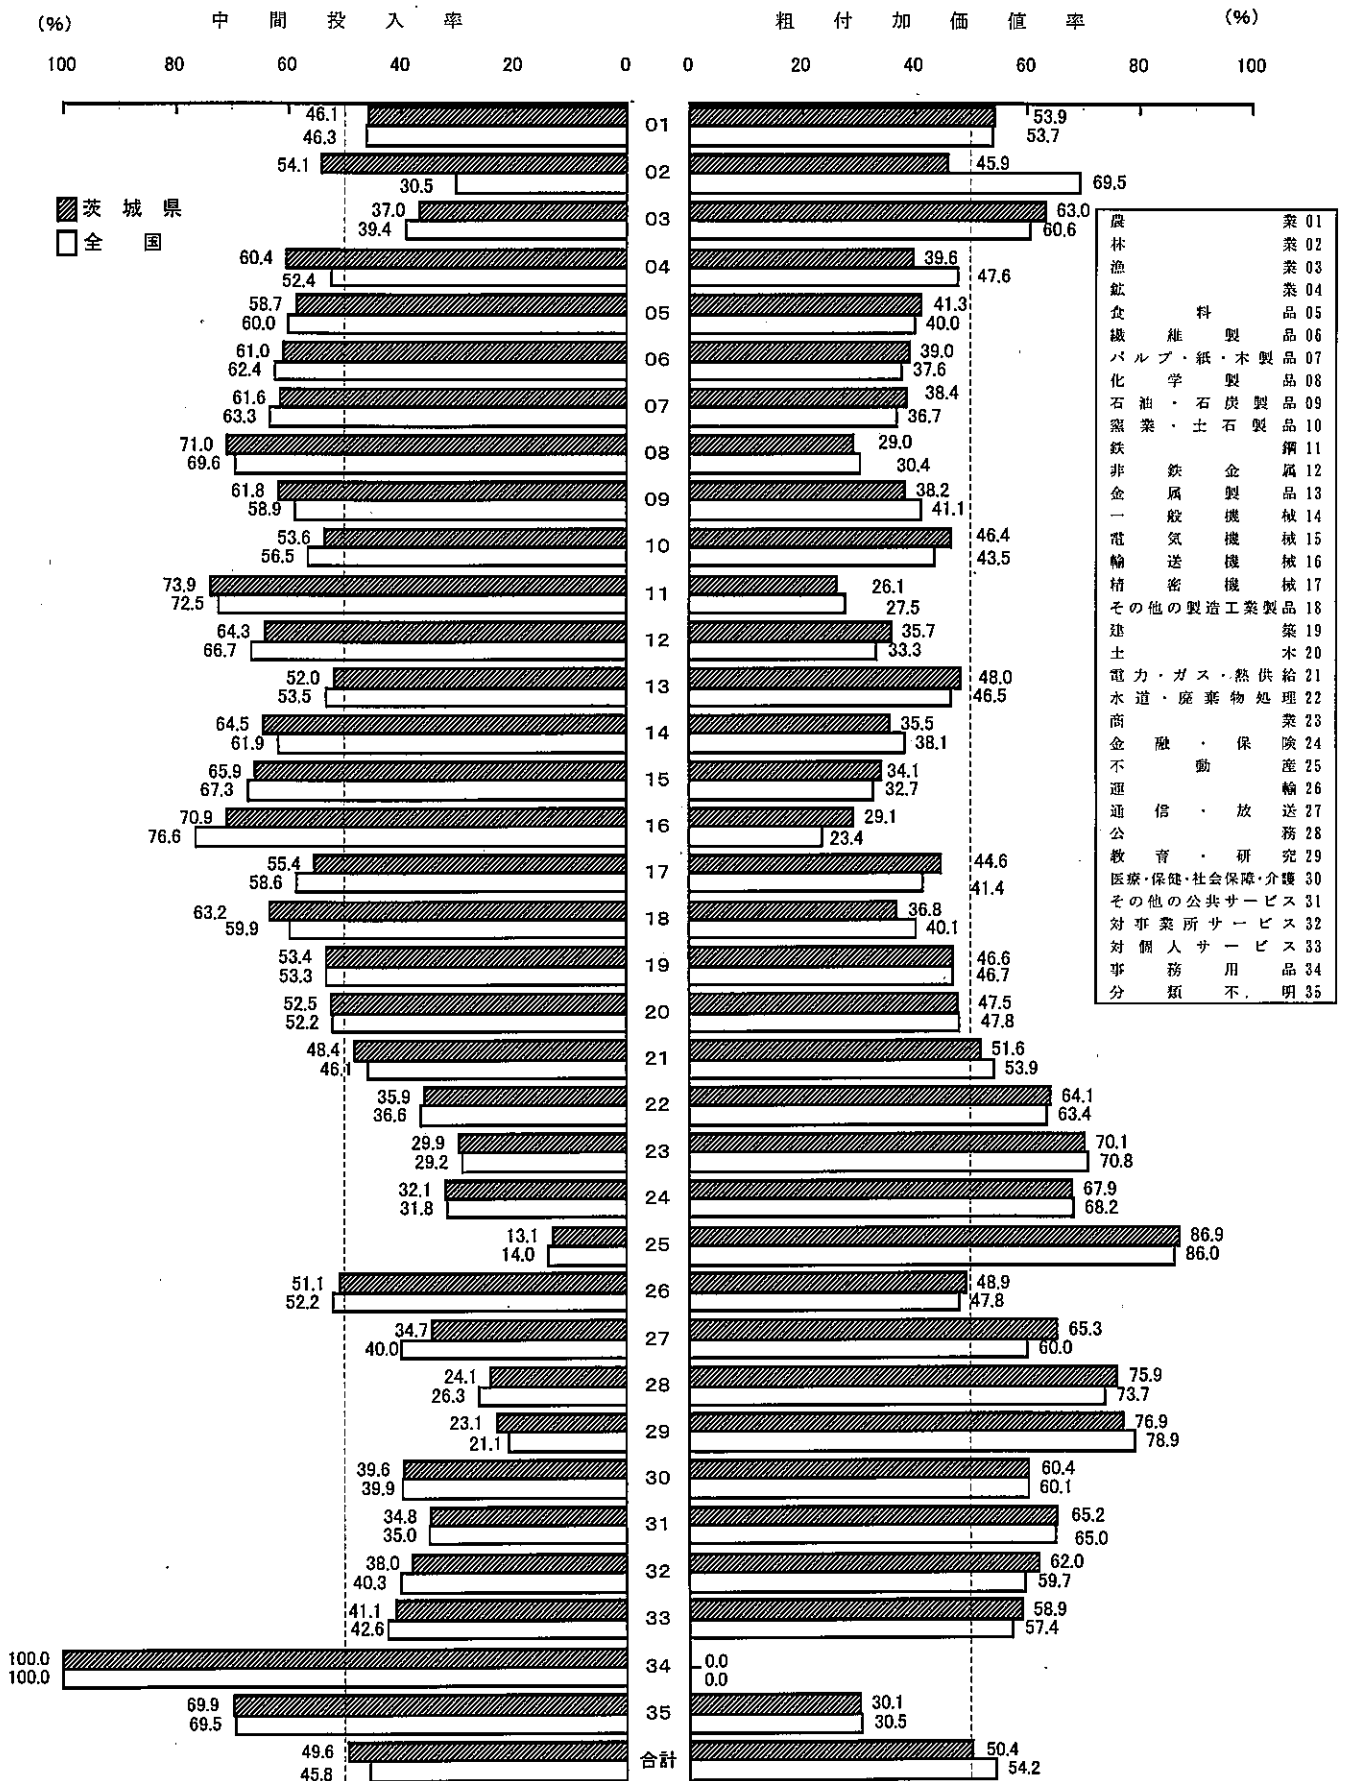 (%) 中間投入率 粗付加価値率 (%)
100 80 60 40 20 0 0 20 40 60 80 100
茨城県
全国
46.1 01 53.9
46.3 53.7
54.1 02 45.9
30.5 69.5
37.0 03 63.0
39.4 60.6
60.4 04 39.6
52.4 47.6
58.7 05 41.3
60.0 40.0
61.0 06 39.0
62.4 37.6
61.6 07 38.4
63.3 36.7
71.0 08 29.0
69.6 30.4
61.8 09 38.2
58.9 41.1
53.6 10 46.4
56.5 43.5
73.9 11 26.1
72.5 27.5
64.3 12 35.7
66.7 33.3
52.0 13 48.0
53.5 46.5
64.5 14 35.5
61.9 38.1
65.9 15 34.1
67.3 32.7
70.9 16 29.1
76.6 23.4
55.4 17 44.6
58.6 41.4
63.2 18 36.8
59.9 40.1
53.4 19 46.6
53.3 46.7
52.5 20 47.5
52.2 47.8
48.4 21 51.6
46.1 53.9
35.9 22 64.1
36.6 63.4
29.9 23 70.1
29.2 70.8
32.1 24 67.9
31.8 68.2
13.1 25 86.9
14.0 86.0
51.1 26 48.9
52.2 47.8
34.7 27 65.3
40.0 60.0
24.1 28 75.9
26.3 73.7
23.1 29 76.9
21.1 78.9
39.6 30 60.4
39.9 60.1
34.8 31 65.2
35.0 65.0
38.0 32 62.0
40.3 59.7
41.1 33 58.9
42.6 57.4
100.0 34 0.0
100.0 0.0
69.9 35 30.1
69.5 30.5
49.6 合計 50.4
45.8 54.2
農業 01
林業 02
漁業 03
鉱業 04
食料品 05
繊維製品 06
パルプ・紙・木製品 07
化学製品 08
石油・石炭製品 09
窯業・土石製品 10
鉄鋼 11
非鉄金属 12
金属製品 13
一般機械 14
電気機械 15
輸送機械 16
精密機械 17
その他の製造工業製品 18
建築 19
土木 20
電力・ガス・熱供給 21
水道・廃棄物処理 22
商業 23
金融・保険 24
不動産 25
運輸 26
通信・放送 27
公務 28
教育・研究 29
医療・保健・社会保障・介護 30
その他の公共サービス 31
対事業所サービス 32
対個人サービス 33
事務用品 34
分類不明 35